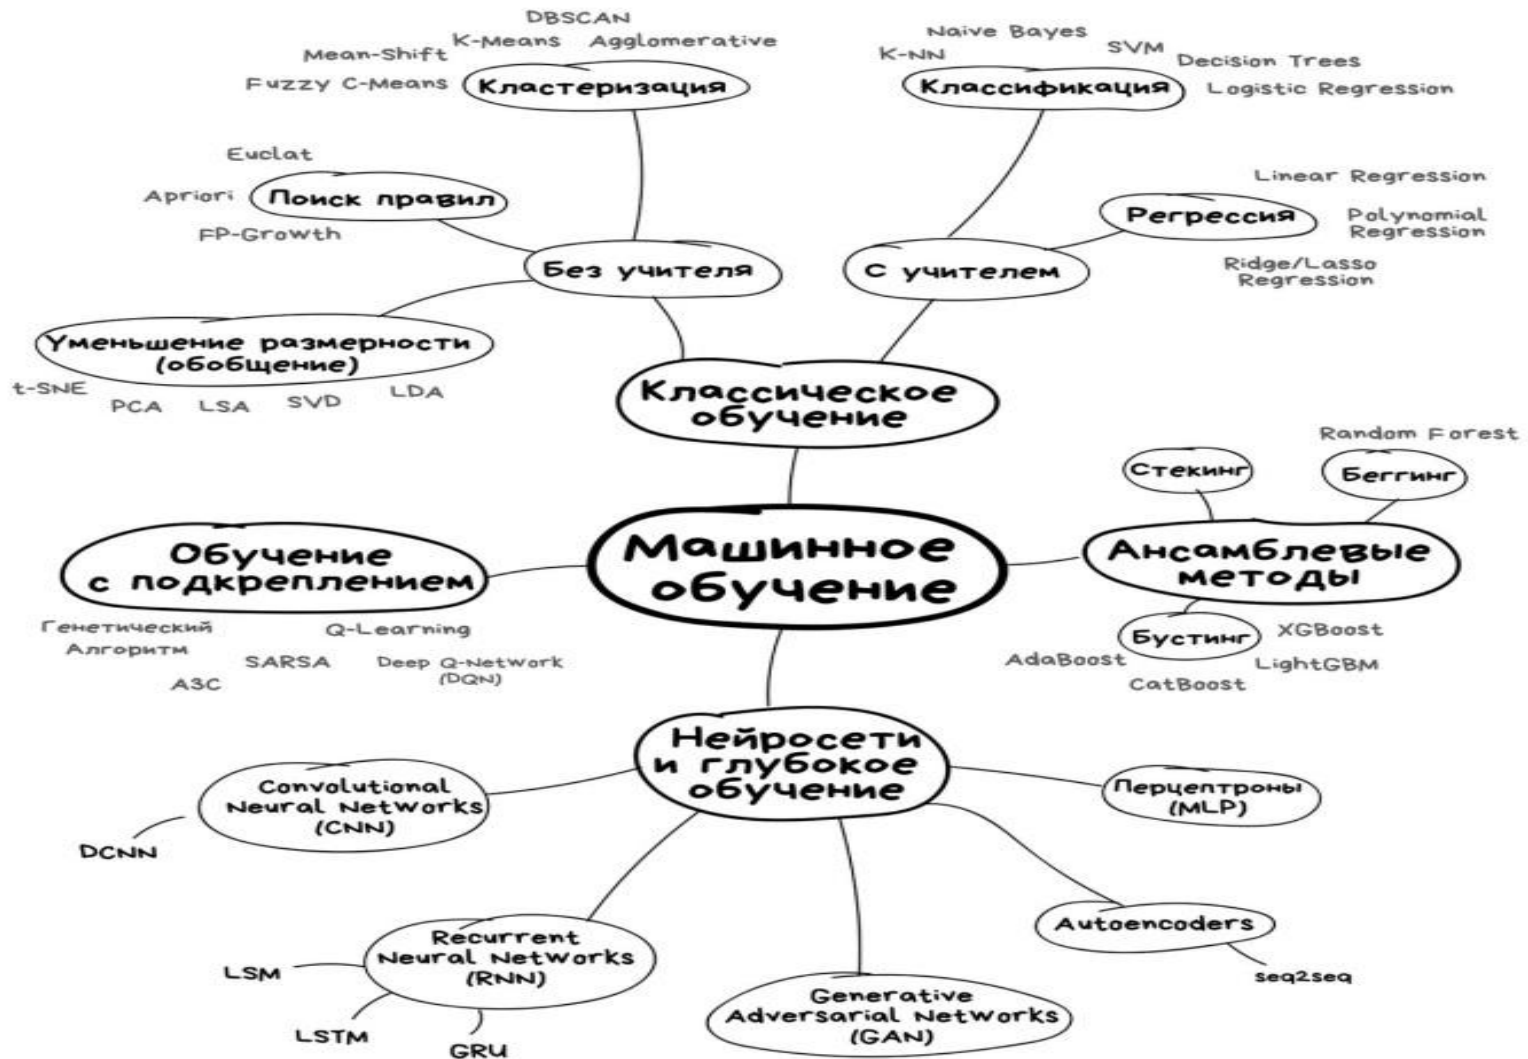 DBSCAN
Mean-Shift
K-Means
Agglomerative
Fuzzy C-Means
Кластеризация
Naive Bayes
K-NN
SVM
Decision Trees
Классификация
Logistic Regression
Euclat
Apriori
Поиск правил
FP-Growth
Linear Regression
Регрессия
Polynomial
Regression
Ridge/Lasso
Regression
Без учителя
С учителем
Уменьшение размерности
(обобщение)
t-SNE
PCA
LSA
SVD
LDA
Классическое
обучение
Random Forest
Стекинг
Беггинг
Обучение
с подкреплением
Машинное
обучение
Ансамблевые
методы
Генетический
Алгоритм
Q-Learning
SARSA
Deep Q-Network
(DQN)
A3C
Бустинг
XGBoost
AdaBoost
LightGBM
CatBoost
Нейросети
и глубокое
обучение
Convolutional
Neural Networks
(CNN)
DCNN
Перцептроны
(MLP)
Recurrent
Neural Networks
(RNN)
LSM
LSTM
GRU
Autoencoders
seq2seq
Generative
Adversarial Networks
(GAN)